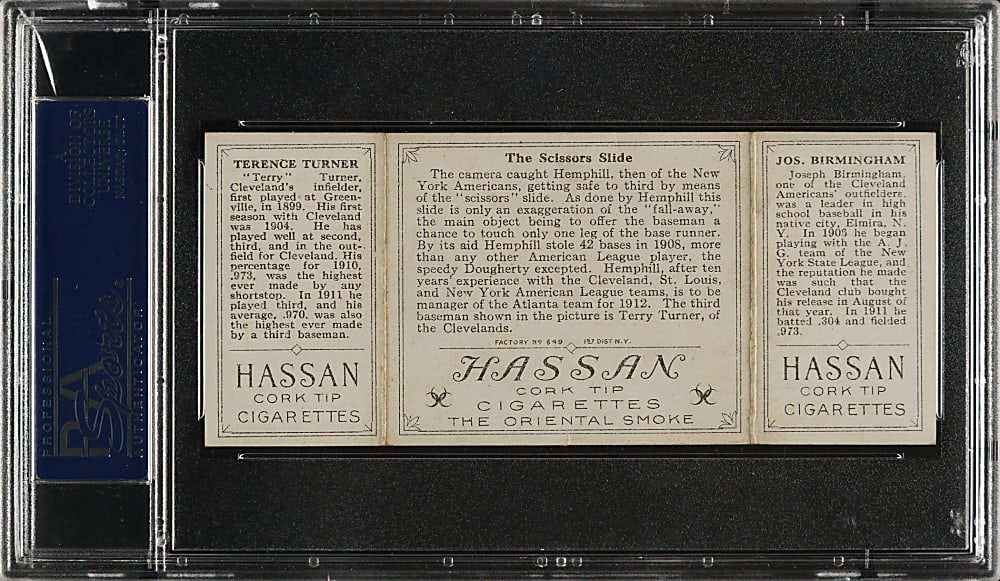 A
DIVISION OF
COLLECTORS
UNIVERSE
NASDAQ: CLCT
PROFESSIONAL
PSA
Sports
AUTHENTICATOR
TERENCE TURNER
"Terry" Turner,
Cleveland's infielder,
first played at Green-
ville, in 1899. His first
season with Cleveland
was 1904. He has
played well at second,
third, and in the out-
field for Cleveland. His
percentage for 1910,
.973, was the highest
ever made by any
shortstop. In 1911 he
played third, and his
average, .970, was also
the highest ever made
by a third baseman.
HASSAN
CORK TIP
CIGARETTES
The Scissors Slide
The camera caught Hemphill, then of the New
York Americans, getting safe to third by means
of the "scissors" slide. As done by Hemphill this
slide is only an exaggeration of the "fall-away,"
the main object being to offer the baseman a
chance to touch only one leg of the base runner.
By its aid Hemphill stole 42 bases in 1908, more
than any other American League player, the
speedy Dougherty excepted. Hemphill, after ten
years' experience with the Cleveland, St. Louis,
and New York American League teams, is to be
manager of the Atlanta team for 1912. The third
baseman shown in the picture is Terry Turner, of
the Clevelands.
FACTORY No 649 1ST DIST N.Y.
HASSAN
CORK TIP
CIGARETTES
THE ORIENTAL SMOKE
JOS. BIRMINGHAM
Joseph Birmingham,
one of the Cleveland
Americans' outfielders,
was a leader in high
school baseball in his
native city, Elmira, N.
Y. In 1905 he began
playing with the A. J.
G. team of the New
York State League, and
the reputation he made
was such that the
Cleveland club bought
his release in August of
that year. In 1911 he
batted .304 and fielded
.973.
HASSAN
CORK TIP
CIGARETTES